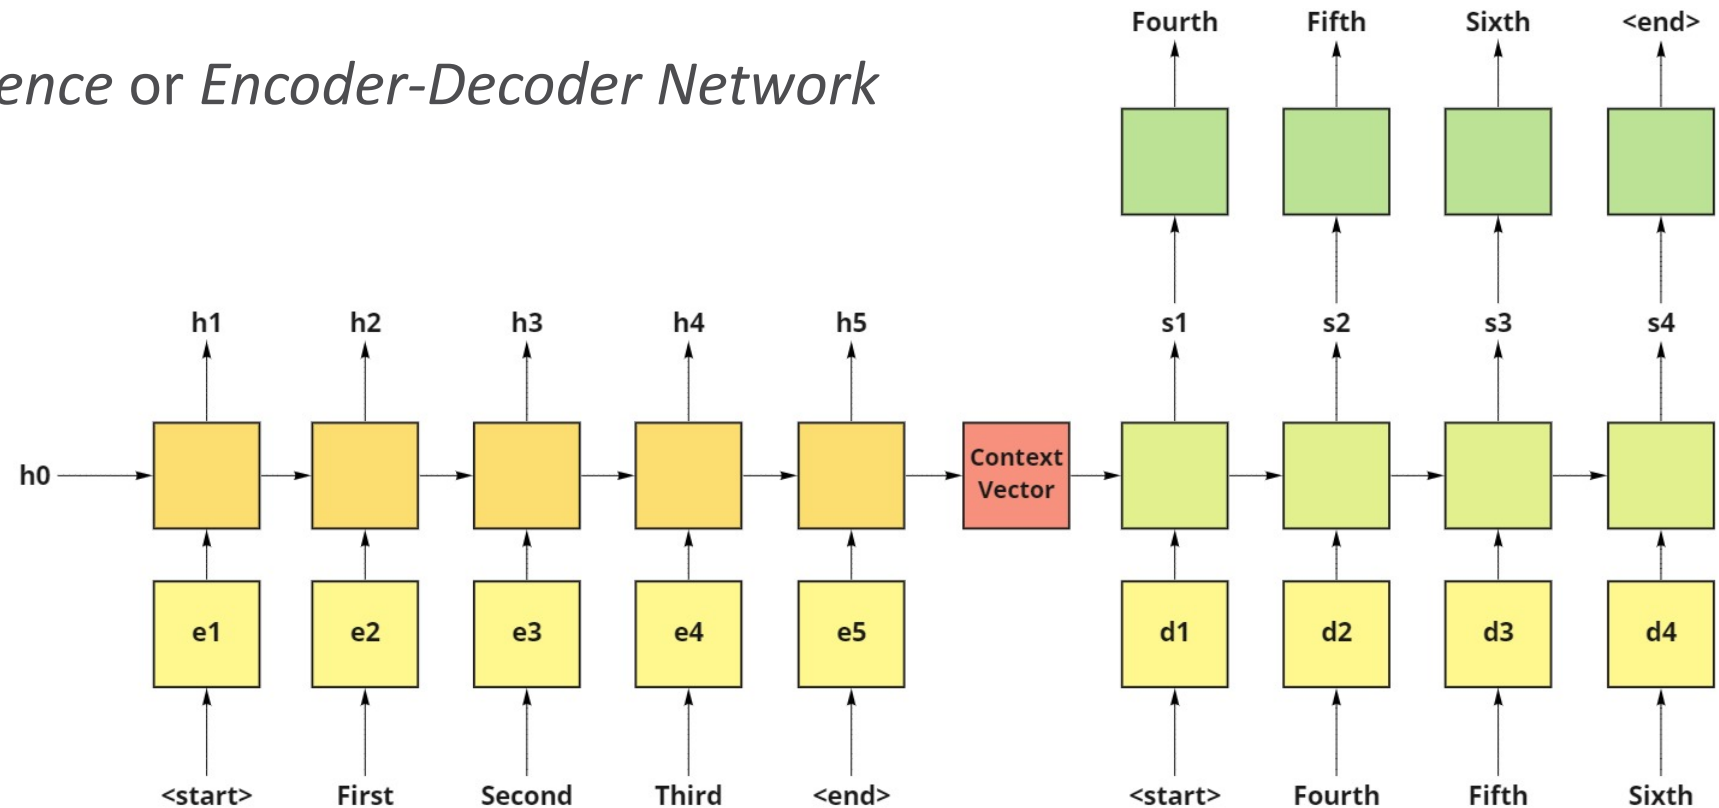 ence or Encoder-Decoder Network
Fourth Fifth Sixth <end>
h1 h2 h3 h4 h5 s1 s2 s3 s4
h0
Context
Vector
e1 e2 e3 e4 e5 d1 d2 d3 d4
<start> First Second Third <end> <start> Fourth Fifth Sixth